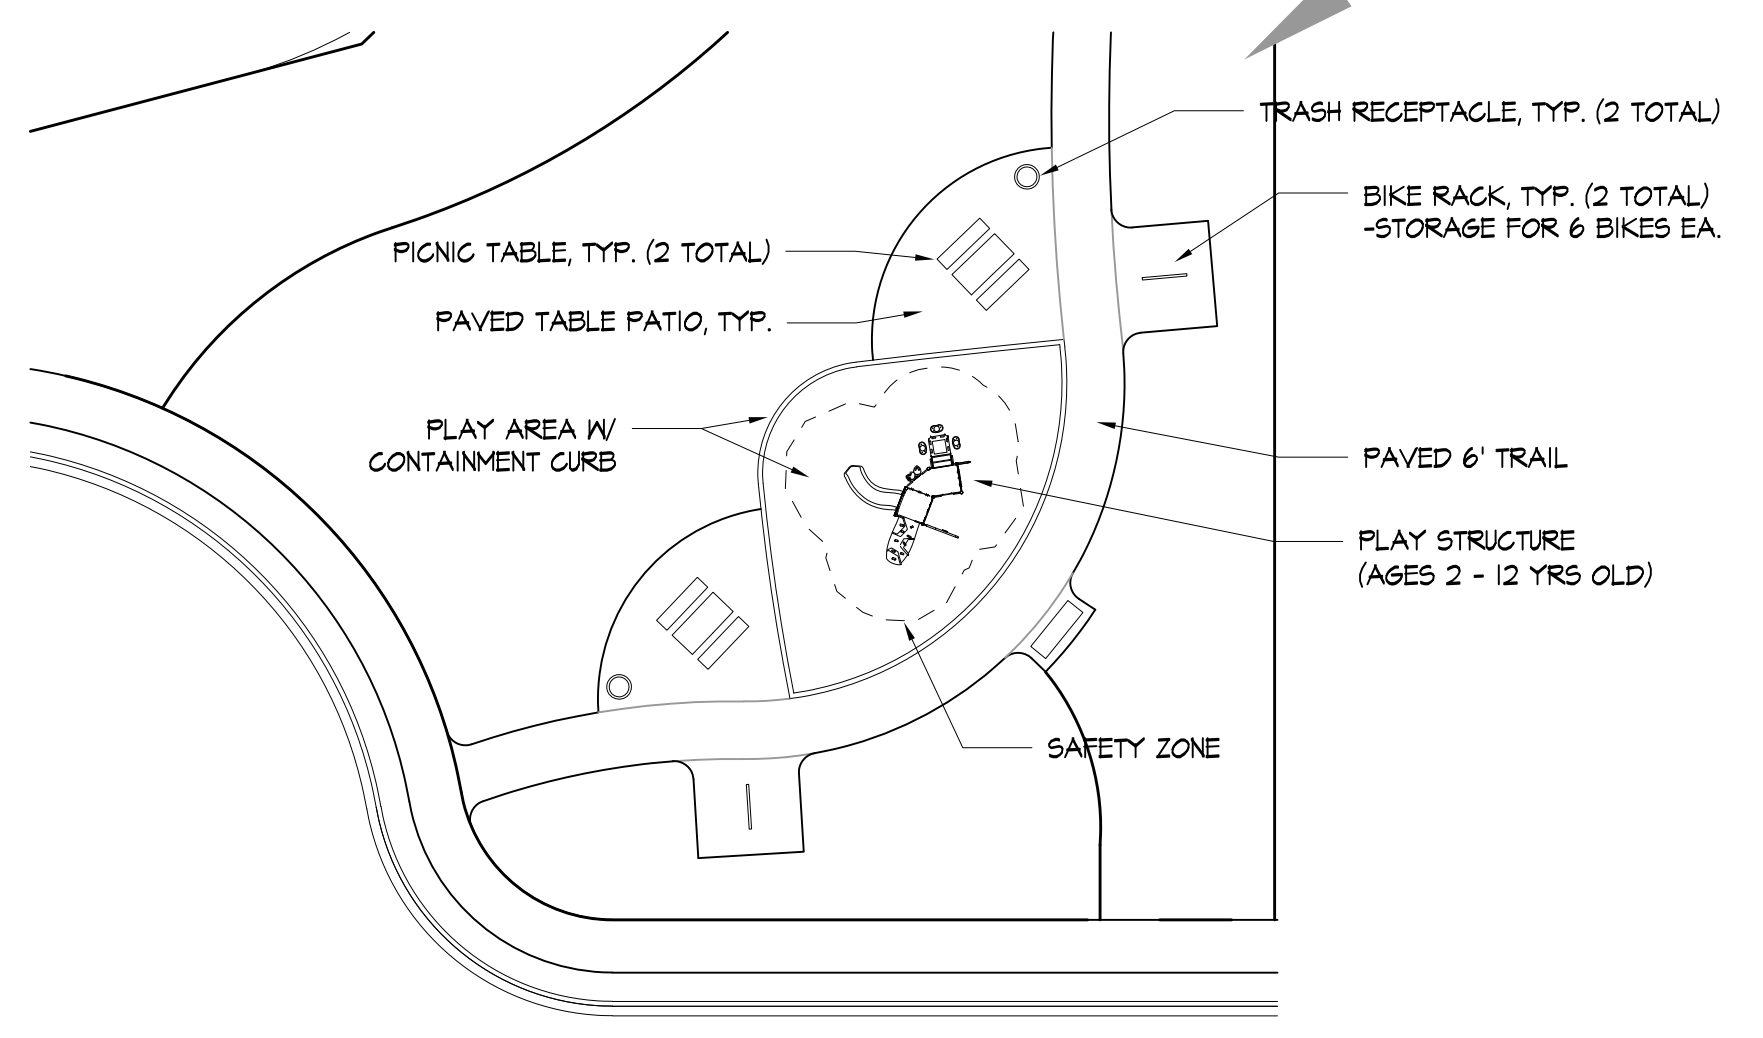 TRASH RECEPTACLE, TYP. (2 TOTAL)
BIKE RACK, TYP. (2 TOTAL)
-STORAGE FOR 6 BIKES EA.
PICNIC TABLE, TYP. (2 TOTAL)
PAVED TABLE PATIO, TYP.
PLAY AREA W/
CONTAINMENT CURB
PAVED 6' TRAIL
PLAY STRUCTURE
(AGES 2 - 12 YRS OLD)
SAFETY ZONE